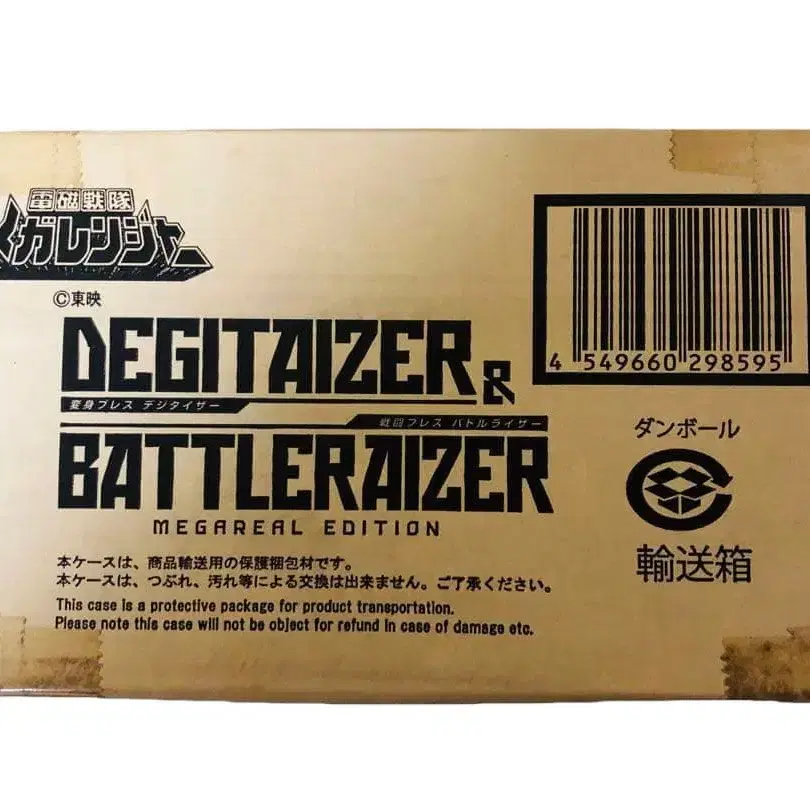 電磁戦隊
メガレンジャー
©東映
DEGITAIZER &
変身ブレス デジタイザー
戦闘ブレス バトルライザー
BATTLERAIZER
MEGAREAL EDITION
本ケースは、商品輸送用の保護梱包材です。
本ケースは、つぶれ、汚れ等による交換は出来ません。ご了承ください。
This case is a protective package for product transportation.
Please note this case will not be object for refund in case of damage etc.
4 549660 298595
ダンボール
輸送箱